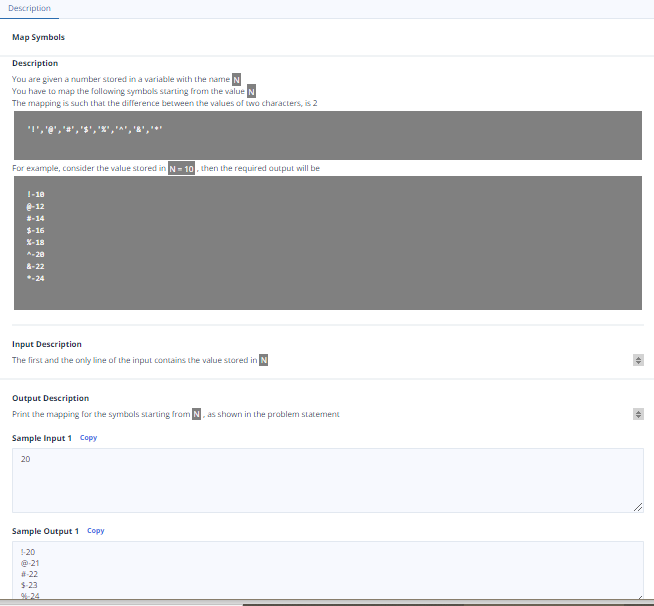 Description
Map Symbols
Description
You are given a number stored in a variable with the name N
You have to map the following symbols starting from the value N
The mapping is such that the difference between the values of two characters, is 2
'!','@','#','$','%','^','&','*'
For example, consider the value stored in N = 10 , then the required output will be
!-10
@-12
#-14
$-16
%-18
^-20
&-22
*-24
Input Description
The first and the only line of the input contains the value stored in N
Output Description
Print the mapping for the symbols starting from N , as shown in the problem statement
Sample Input 1 Copy
20
Sample Output 1 Copy
!-20
@-21
#-22
$-23
%-24